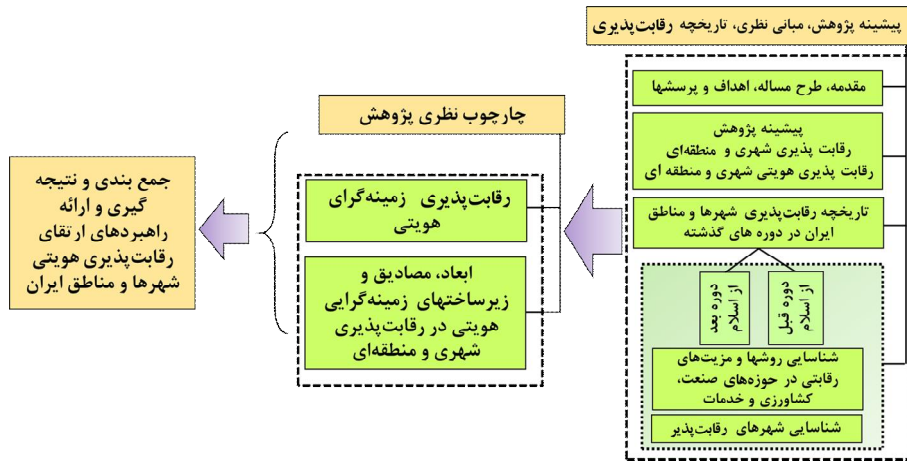 پیشینه پژوهش، مبانی نظری، تاریخچه رقابت‌پذیری
مقدمه، طرح مساله، اهداف و پرسشها
پیشینه پژوهش
رقابت پذیری شهری و منطقه‌ای
رقابت پذیری هویتی شهری و منطقه ای
تاریخچه رقابت‌پذیری شهرها و مناطق
ایران در دوره های گذشته
دوره قبل
از اسلام
دوره بعد
از اسلام
شناسایی روشها و مزیت‌های
رقابتی در حوزه‌های صنعت،
کشاورزی و خدمات
شناسایی شهرهای رقابت‌پذیر
چارچوب نظری پژوهش
رقابت‌پذیری زمینه‌گرای
هویتی
ابعاد، مصادیق و
زیرساختهای زمینه‌گرایی
هویتی در رقابت‌پذیری
شهری و منطقه‌ای
جمع بندی و نتیجه
گیری و ارائه
راهبردهای ارتقای
رقابت‌پذیری هویتی
شهرها و مناطق ایران